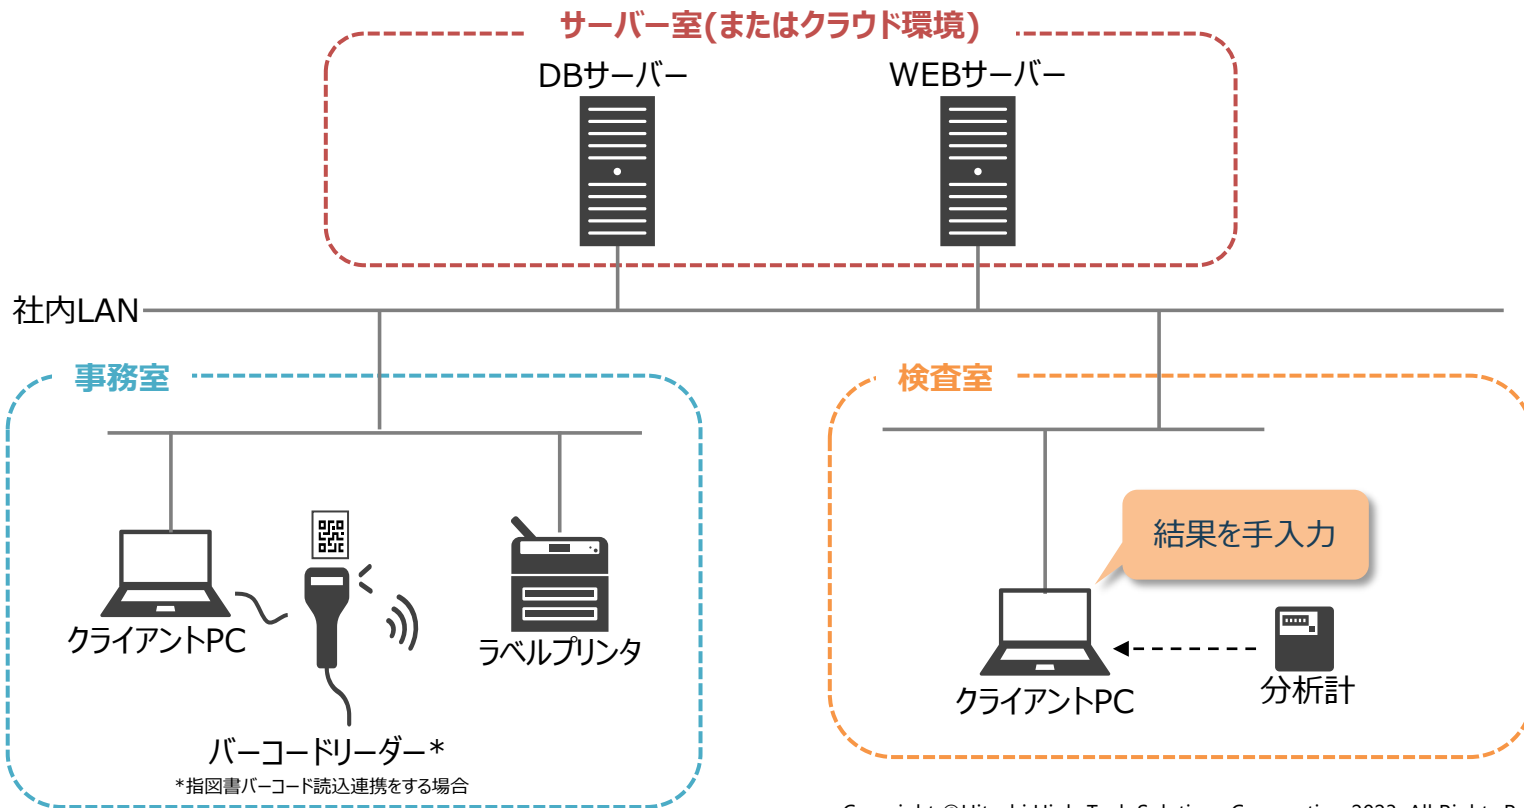 サーバー室(またはクラウド環境)
DBサーバー
WEBサーバー
社内LAN
事務室
検査室
結果を手入力
クライアントPC
ラベルプリンタ
クライアントPC
分析計
バーコードリーダー*
*指図書バーコード読込連携をする場合